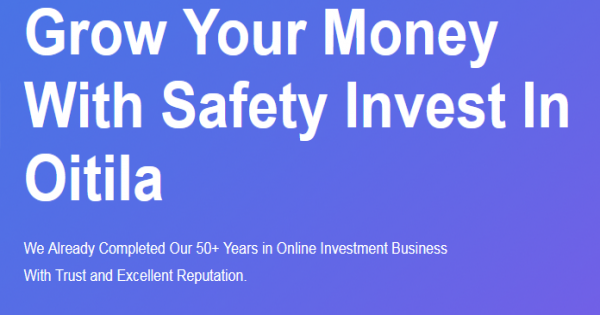 Grow Your Money
With Safety Invest In
Oitila
We Already Completed Our 50+ Years in Online Investment Business
With Trust and Excellent Reputation.